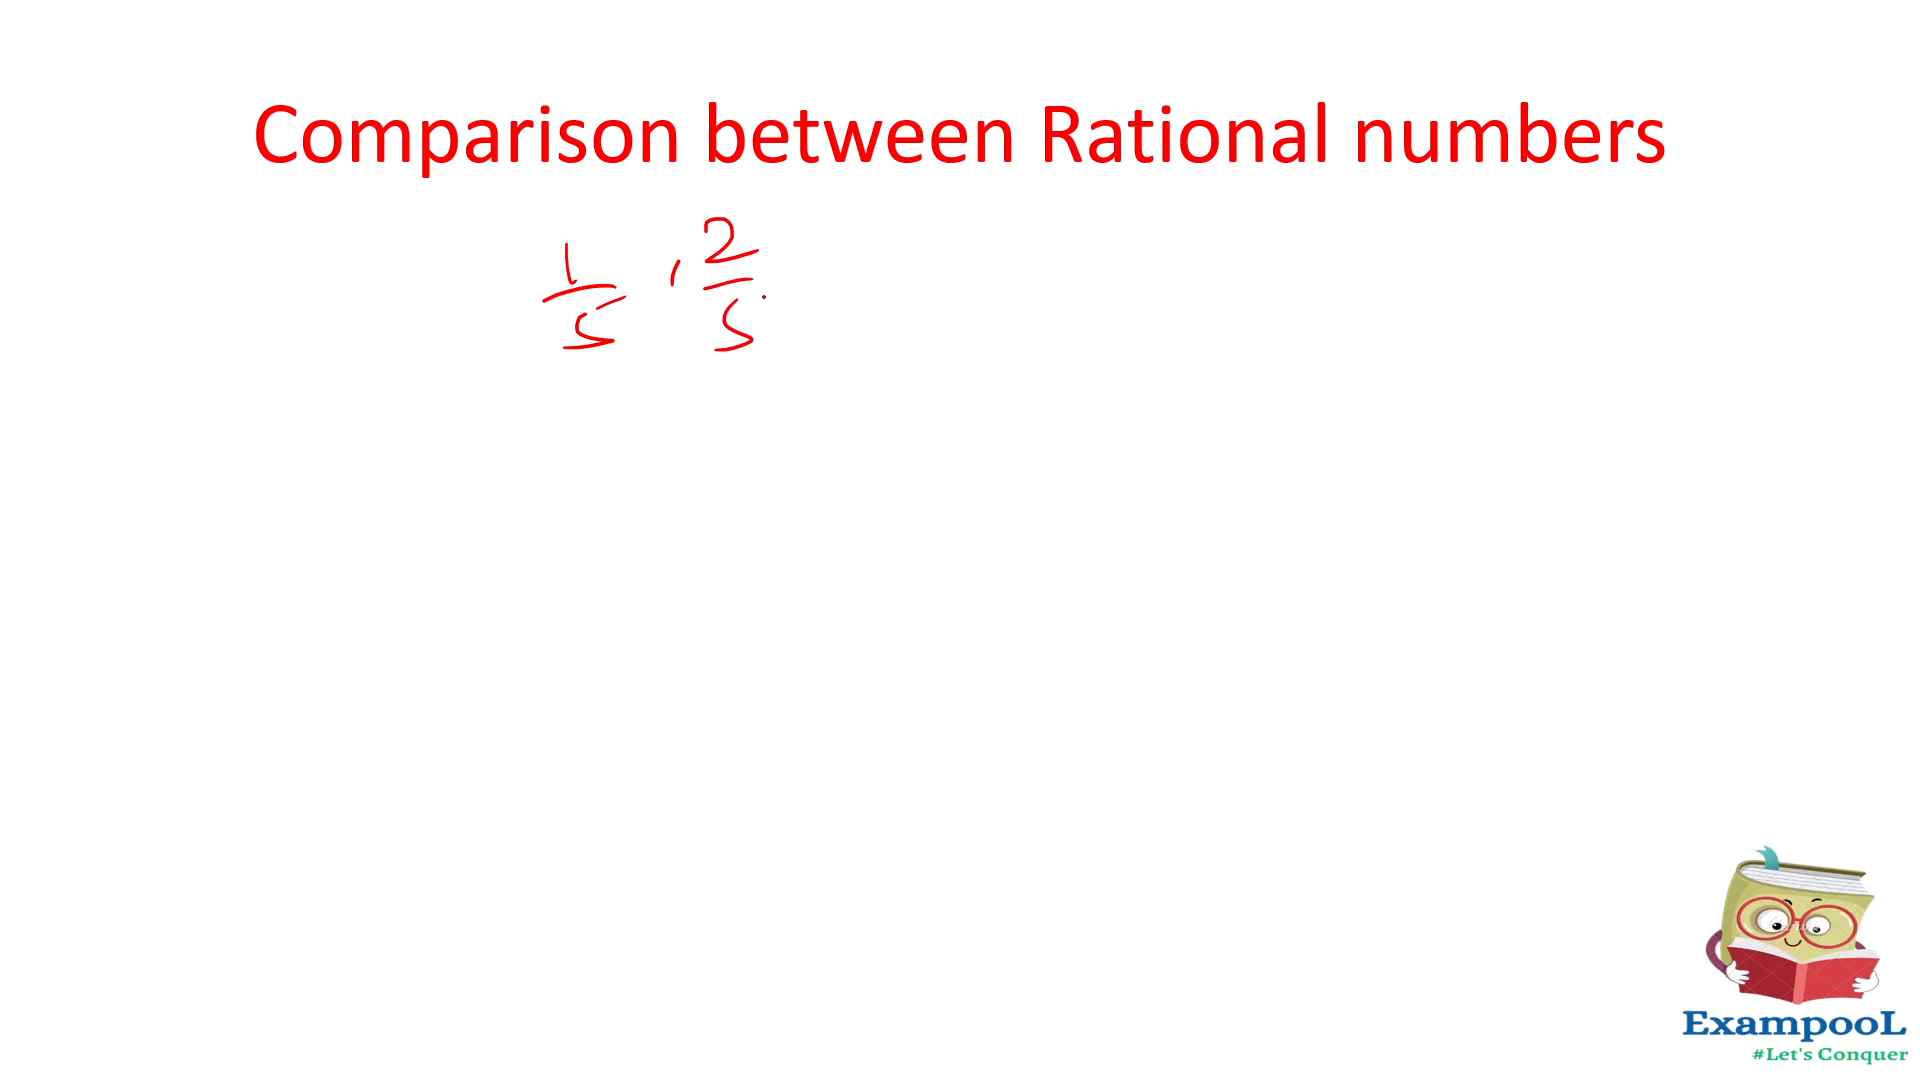 Comparison between Rational numbers
1/5 , 2/5
ExampooL
#Let's Conquer